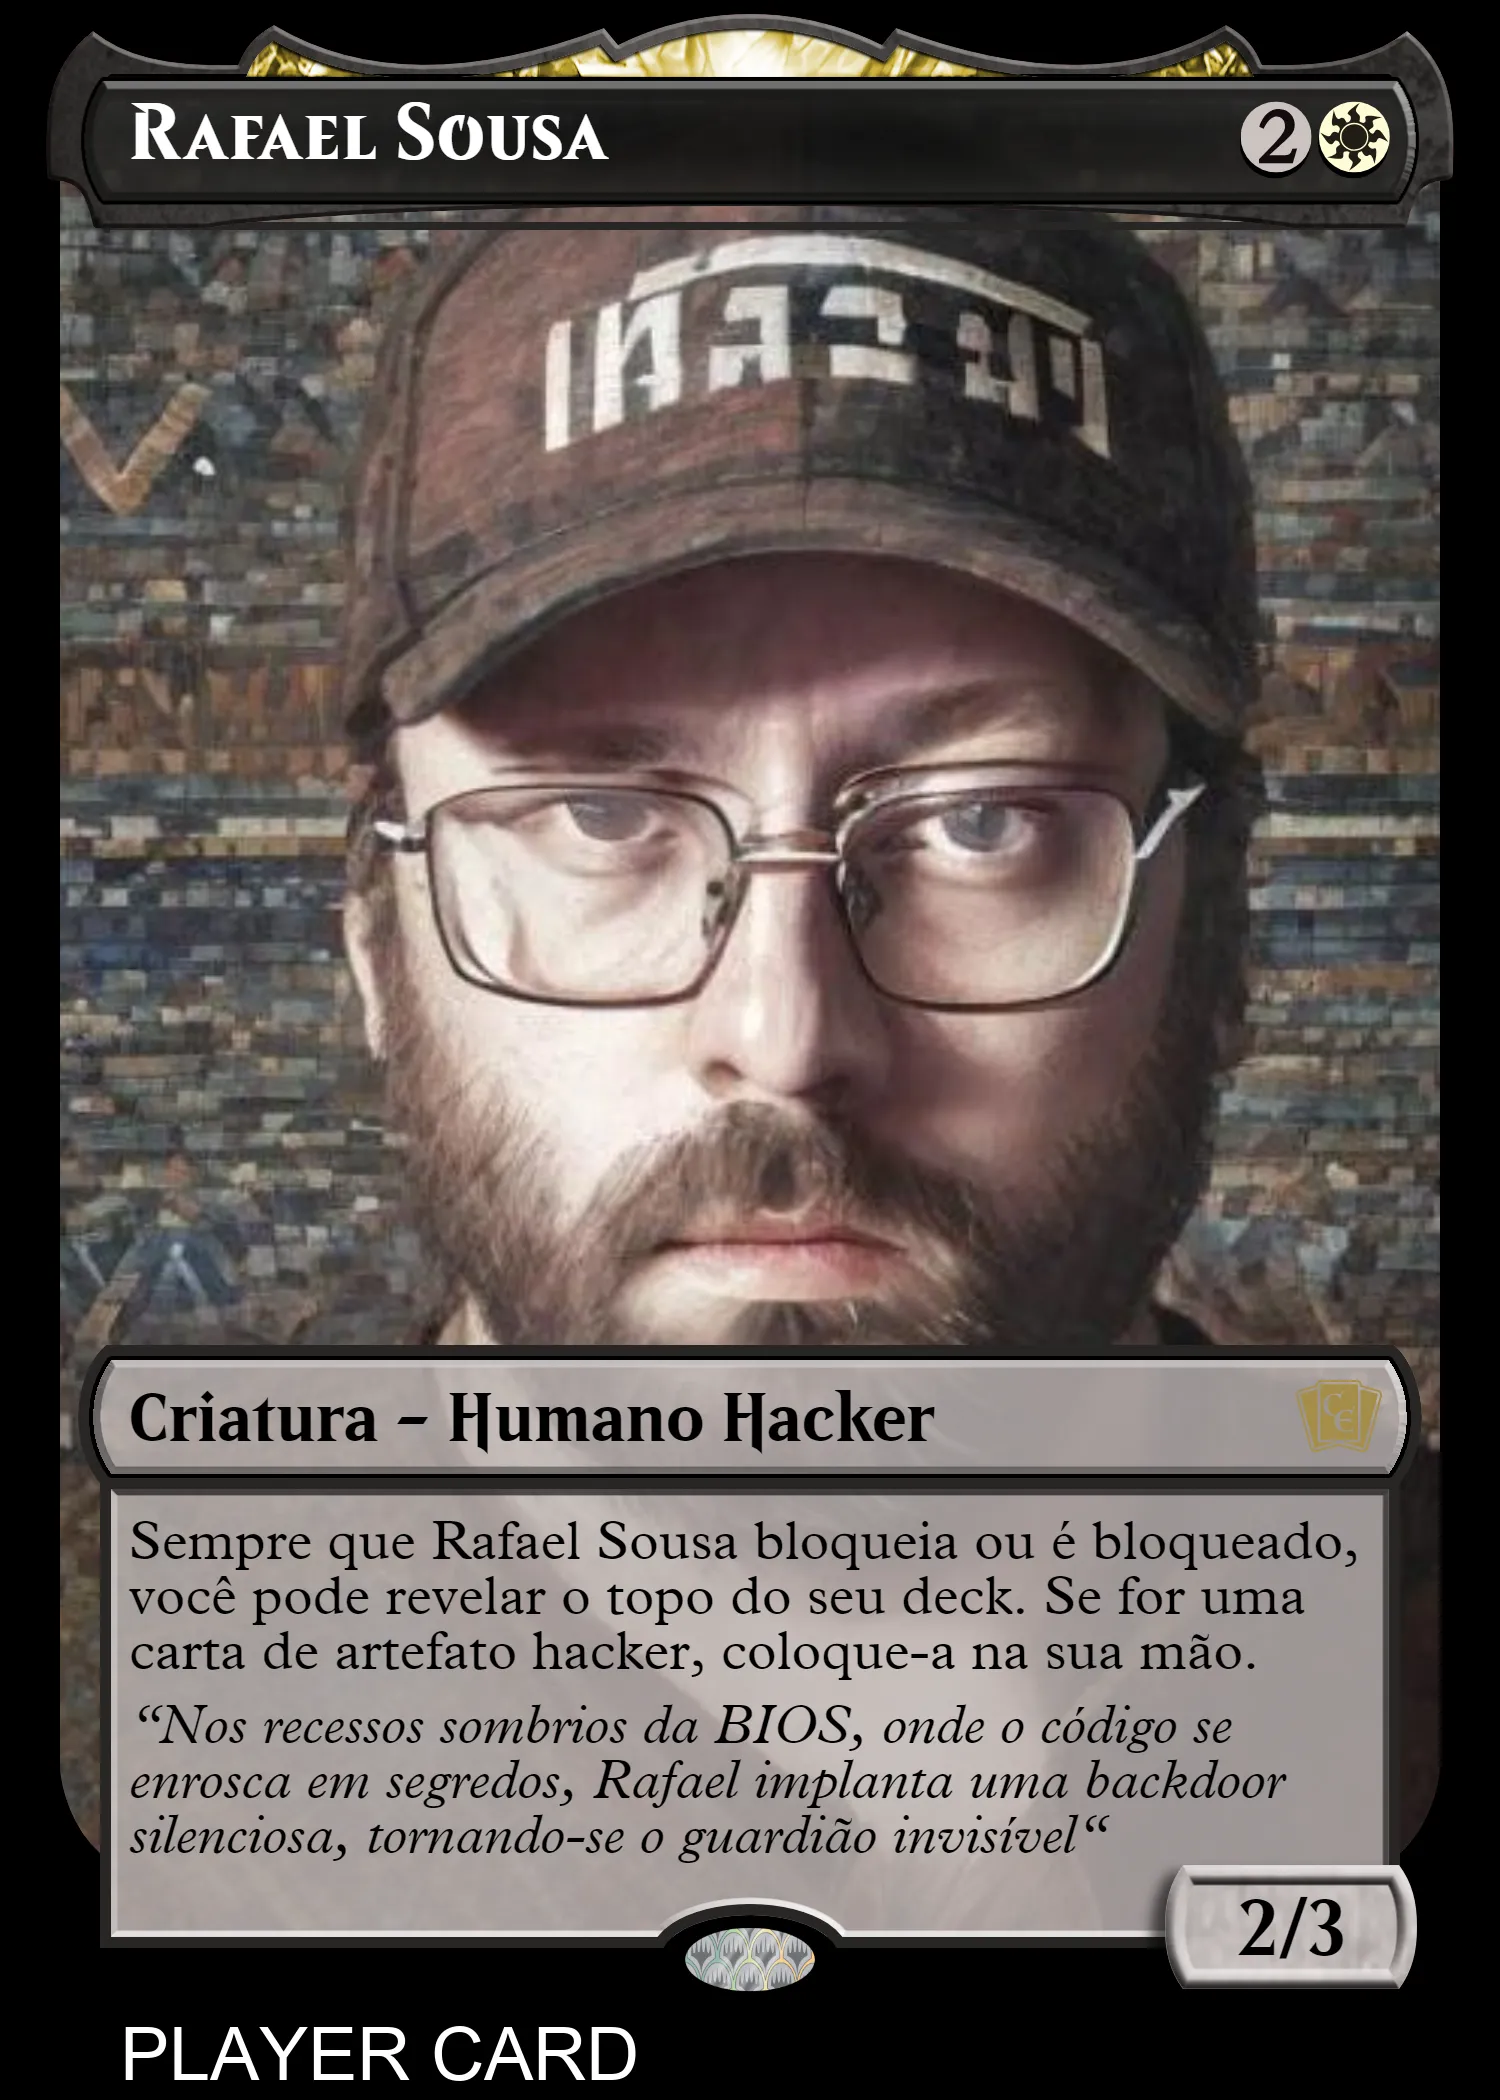 Rafael Sousa
2
Criatura – Humano Hacker
CE
Sempre que Rafael Sousa bloqueia ou é bloqueado,
você pode revelar o topo do seu deck. Se for uma
carta de artefato hacker, coloque-a na sua mão.
“Nos recessos sombrios da BIOS, onde o código se
enrosca em segredos, Rafael implanta uma backdoor
silenciosa, tornando-se o guardião invisível“
2/3
PLAYER CARD